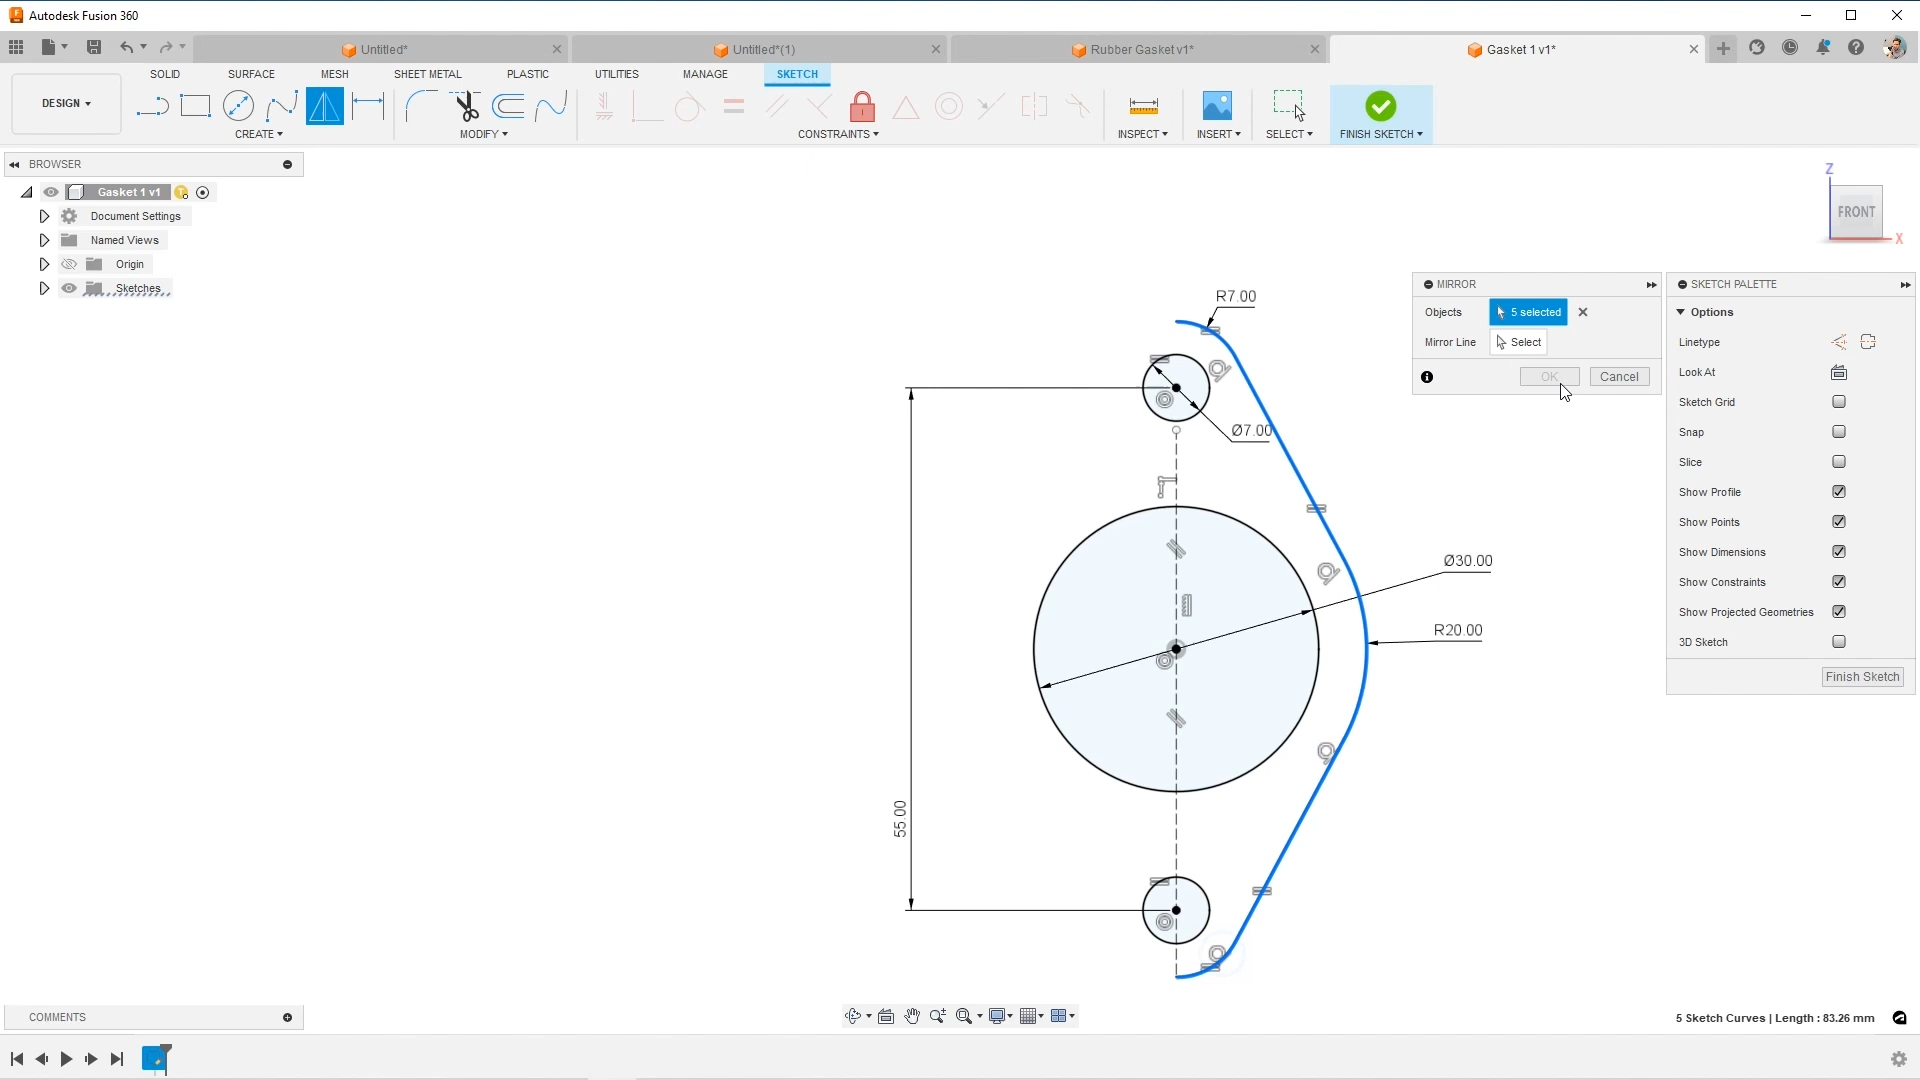 Autodesk Fusion 360
Untitled*
Untitled*(1)
Rubber Gasket v1*
Gasket 1 v1*
SOLID
SURFACE
MESH
SHEET METAL
PLASTIC
UTILITIES
MANAGE
SKETCH
DESIGN
CREATE
MODIFY
CONSTRAINTS
INSPECT
INSERT
SELECT
FINISH SKETCH
BROWSER
Gasket 1 v1
Document Settings
Named Views
Origin
Sketches
Z
FRONT
X
MIRROR
Objects
5 selected
Mirror Line
Select
OK
Cancel
SKETCH PALETTE
Options
Linetype
Look At
Sketch Grid
Snap
Slice
Show Profile
Show Points
Show Dimensions
Show Constraints
Show Projected Geometries
3D Sketch
Finish Sketch
R7.00
Ø7.00
Ø30.00
R20.00
55.00
COMMENTS
5 Sketch Curves | Length : 83.26 mm